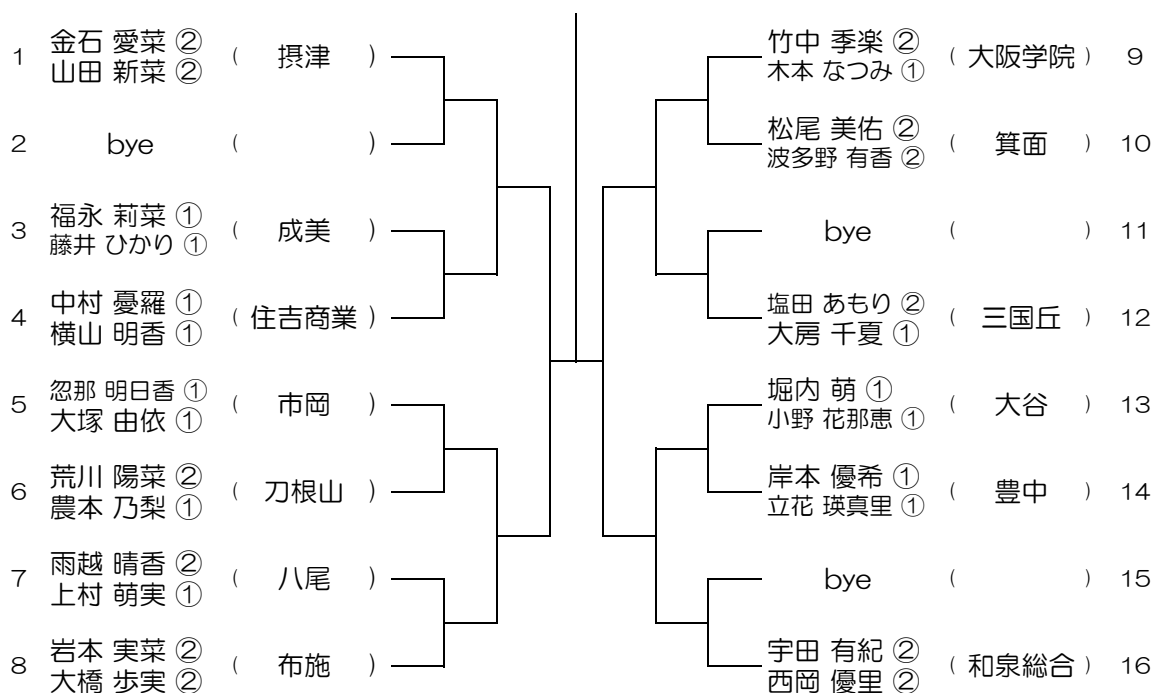 1 金石 愛菜 ② ( 摂津 )
山田 新菜 ②
2 bye ( )
3 福永 莉菜 ① ( 成美 )
藤井 ひかり ①
4 中村 憂羅 ① ( 住吉商業 )
横山 明香 ①
5 忽那 明日香 ① ( 市岡 )
大塚 由依 ①
6 荒川 陽菜 ② ( 刀根山 )
農本 乃梨 ①
7 雨越 晴香 ② ( 八尾 )
上村 萌実 ①
8 岩本 実菜 ② ( 布施 )
大橋 歩実 ②
竹中 季楽 ② ( 大阪学院 ) 9
木本 なつみ ①
松尾 美佑 ② ( 箕面 ) 10
波多野 有香 ②
bye ( ) 11
塩田 あもり ② ( 三国丘 ) 12
大房 千夏 ①
堀内 萌 ① ( 大谷 ) 13
小野 花那恵 ①
岸本 優希 ① ( 豊中 ) 14
立花 瑛真里 ①
bye ( ) 15
宇田 有紀 ② ( 和泉総合 ) 16
西岡 優里 ②